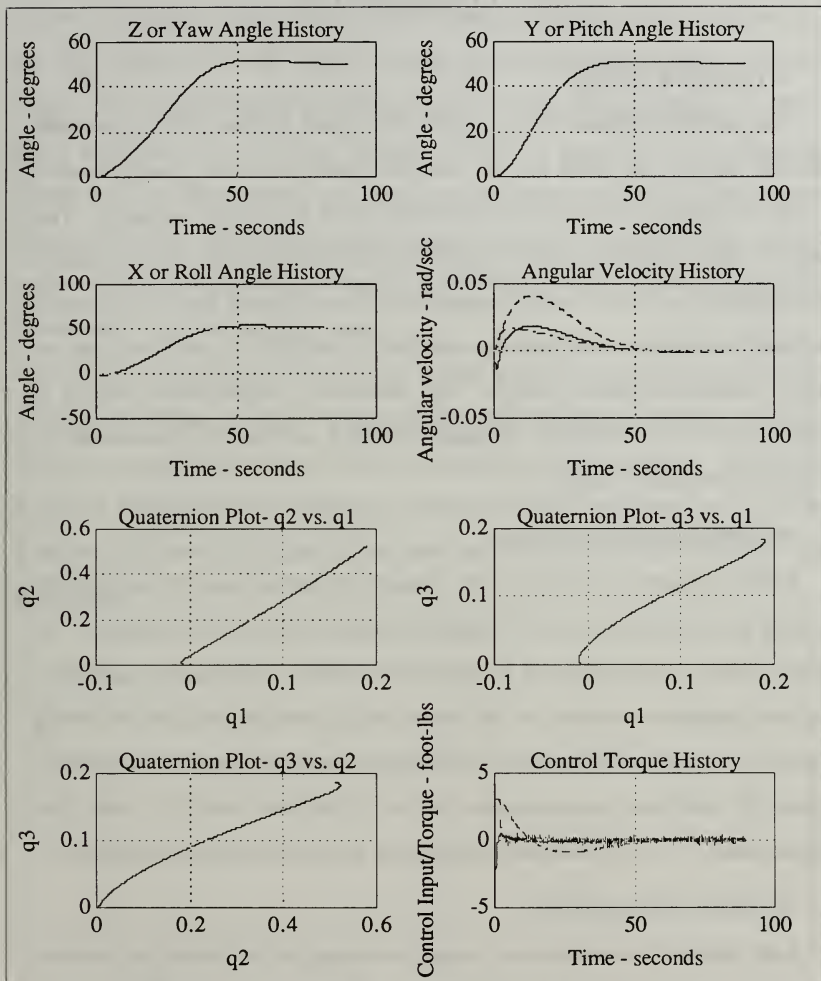 Z or Yaw Angle History
Angle - degrees
60
40
20
0
0
50
100
Time - seconds
Y or Pitch Angle History
Angle - degrees
60
40
20
0
0
50
100
Time - seconds
X or Roll Angle History
Angle - degrees
100
50
0
-50
0
50
100
Time - seconds
Angular Velocity History
Angular velocity - rad/sec
0.05
0
-0.05
0
50
100
Time - seconds
Quaternion Plot- q2 vs. q1
q2
0.6
0.4
0.2
0
-0.1
0
0.1
0.2
q1
Quaternion Plot- q3 vs. q1
q3
0.2
0.1
0
-0.1
0
0.1
0.2
q1
Quaternion Plot- q3 vs. q2
q3
0.2
0.1
0
0
0.2
0.4
0.6
q2
Control Torque History
Control Input/Torque - foot-lbs
5
0
-5
0
50
100
Time - seconds